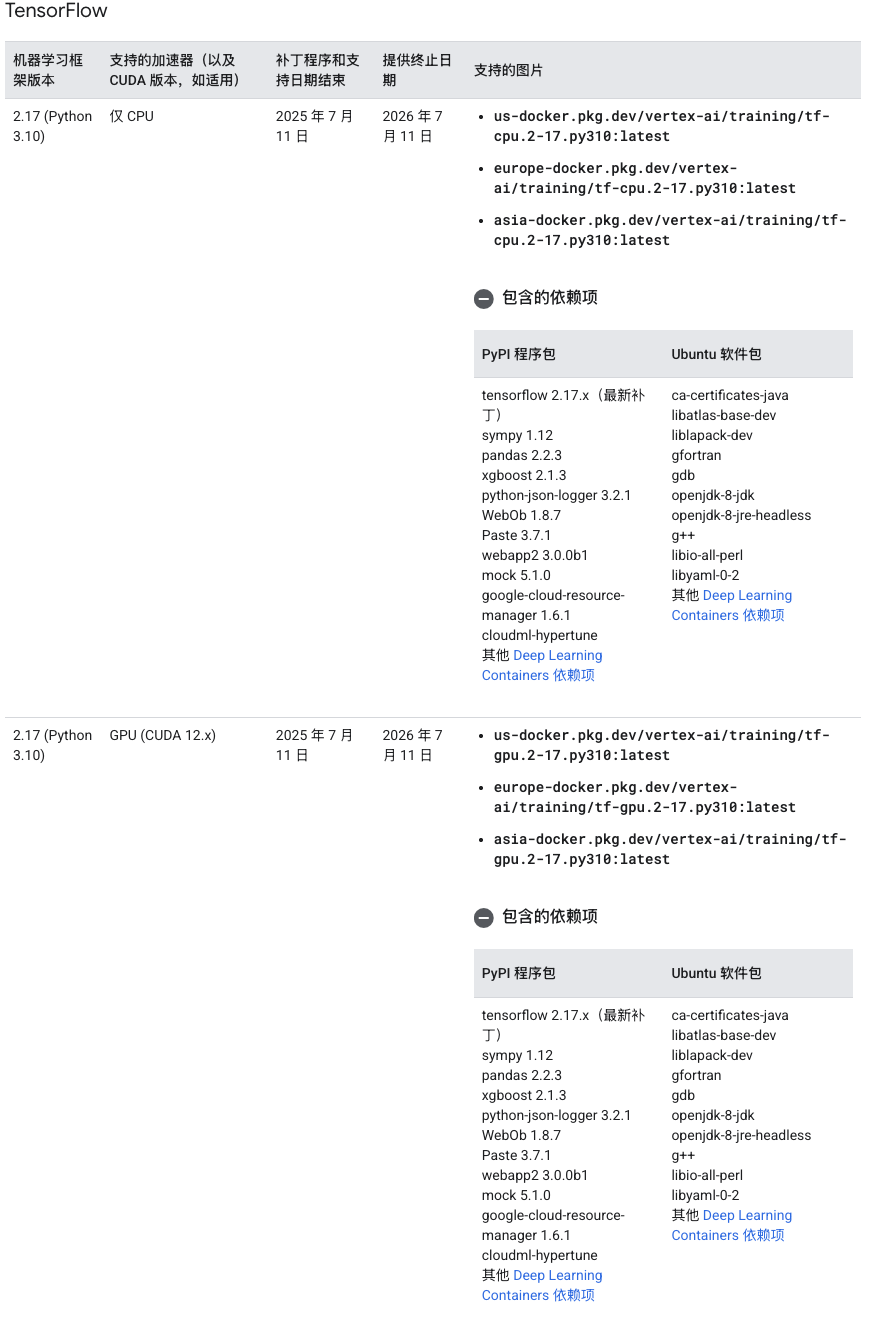 TensorFlow
机器学习框
架版本
支持的加速器（以及
CUDA 版本，如适用）
补丁程序和支
持日期结束
提供终止日
期
支持的图片
2.17 (Python
3.10)
仅 CPU
2025 年 7 月
11 日
2026 年 7
月 11 日
• us-docker.pkg.dev/vertex-ai/training/tf-
cpu.2-17.py310:latest
• europe-docker.pkg.dev/vertex-
ai/training/tf-cpu.2-17.py310:latest
• asia-docker.pkg.dev/vertex-ai/training/tf-
cpu.2-17.py310:latest
包含的依赖项
PyPI 程序包
Ubuntu 软件包
tensorflow 2.17.x（最新补
丁）
sympy 1.12
pandas 2.2.3
xgboost 2.1.3
python-json-logger 3.2.1
WebOb 1.8.7
Paste 3.7.1
webapp2 3.0.0b1
mock 5.1.0
google-cloud-resource-
manager 1.6.1
cloudml-hypertune
其他 Deep Learning
Containers 依赖项
ca-certificates-java
libatlas-base-dev
liblapack-dev
gfortran
gdb
openjdk-8-jdk
openjdk-8-jre-headless
g++
libio-all-perl
libyaml-0-2
其他 Deep Learning
Containers 依赖项
2.17 (Python
3.10)
GPU (CUDA 12.x)
2025 年 7 月
11 日
2026 年 7
月 11 日
• us-docker.pkg.dev/vertex-ai/training/tf-
gpu.2-17.py310:latest
• europe-docker.pkg.dev/vertex-
ai/training/tf-gpu.2-17.py310:latest
• asia-docker.pkg.dev/vertex-ai/training/tf-
gpu.2-17.py310:latest
包含的依赖项
PyPI 程序包
Ubuntu 软件包
tensorflow 2.17.x（最新补
丁）
sympy 1.12
pandas 2.2.3
xgboost 2.1.3
python-json-logger 3.2.1
WebOb 1.8.7
Paste 3.7.1
webapp2 3.0.0b1
mock 5.1.0
google-cloud-resource-
manager 1.6.1
cloudml-hypertune
其他 Deep Learning
Containers 依赖项
ca-certificates-java
libatlas-base-dev
liblapack-dev
gfortran
gdb
openjdk-8-jdk
openjdk-8-jre-headless
g++
libio-all-perl
libyaml-0-2
其他 Deep Learning
Containers 依赖项